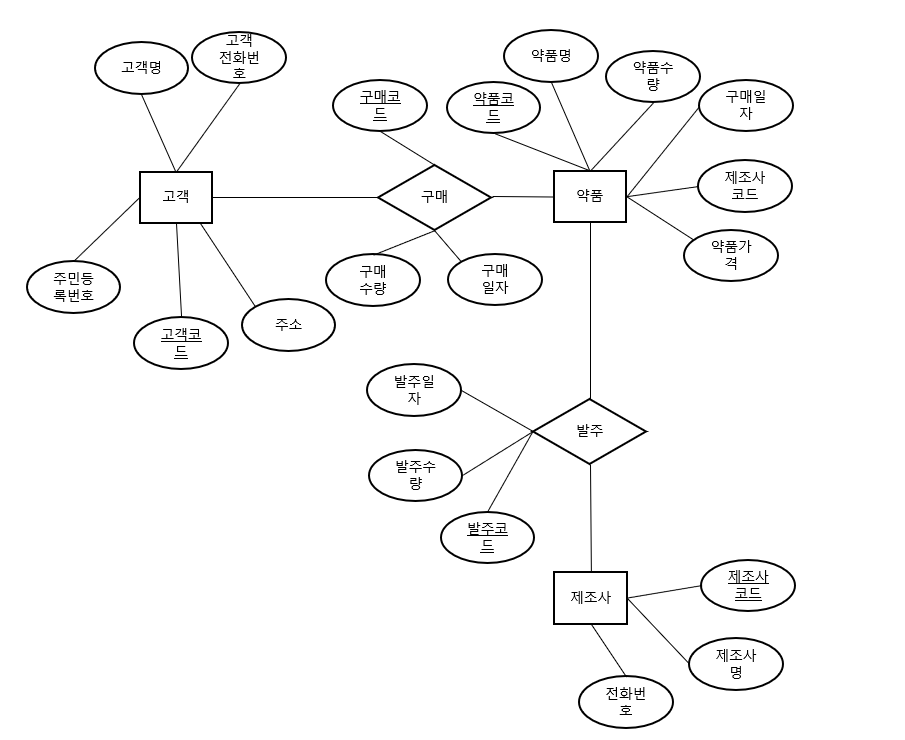 고객명
고객
전화번
호
구매코
드
약품코
드
약품명
약품수
량
구매일
자
제조사
코드
약품가
격
고객
구매
약품
주민등
록번호
고객코
드
주소
구매
수량
구매
일자
발주일
자
발주수
량
발주코
드
발주
제조사
제조사
코드
제조사
명
전화번
호